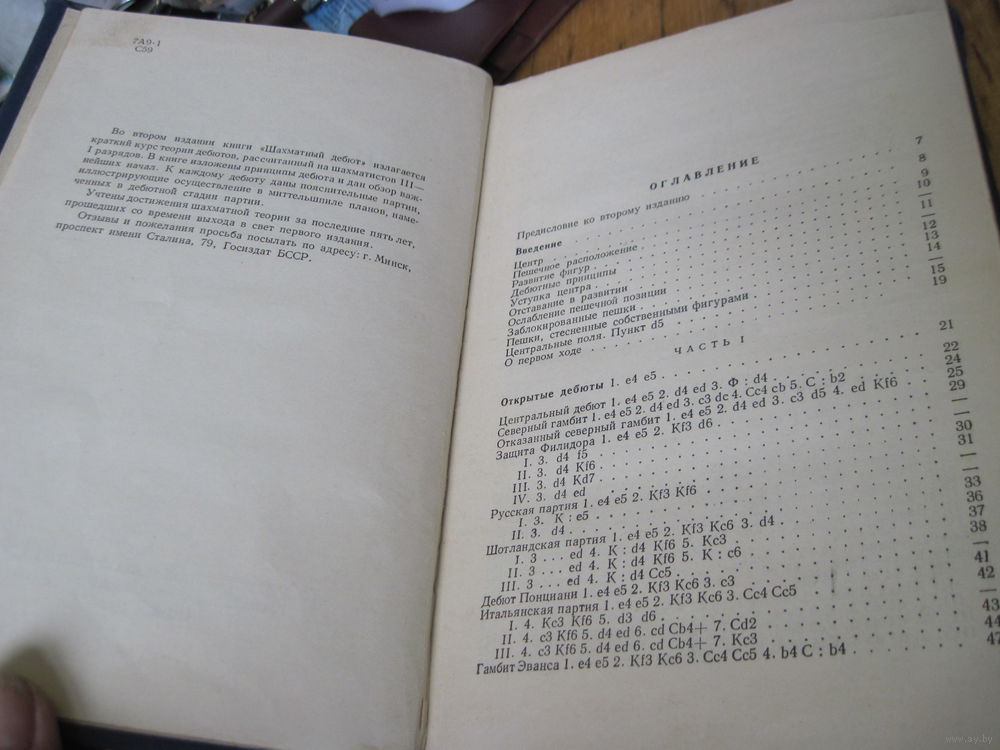 7А9-1
С59
Во втором издании книги «Шахматный дебют» излагается
краткий курс теории дебютов, рассчитанный на шахматистов III—
I разрядов. В книге изложены принципы дебюта и дан обзор важ-
нейших начал. К каждому дебюту даны пояснительные партии,
иллюстрирующие осуществление в миттельшпиле планов, наме-
ченных в дебютной стадии партии.
Учтены достижения шахматной теории за последние пять лет,
прошедших со времени выхода в свет первого издания.
Отзывы и пожелания просьба посылать по адресу: г. Минск,
проспект имени Сталина, 79, Госиздат БССР.
ОГЛАВЛЕНИЕ
Предисловие ко второму изданию 7
Введение 8
Центр 9
Пешечное расположение 10
Развитие фигур —
Дебютные принципы 11
Уступка центра —
Отставание в развитии 12
Ослабление пешечной позиции 13
Заблокированные пешки 14
Пешки, стесненные собственными фигурами —
Центральные поля. Пункт d5 15
О первом ходе 19
ЧАСТЬ I
Открытые дебюты 1. e4 e5 21
Центральный дебют 1. e4 e5 2. d4 ed 3. Ф : d4 22
Северный гамбит 1. e4 e5 2. d4 ed 3. c3 dc 4. Cc4 cb 5. C : b2 24
Отказанный северный гамбит 1. e4 e5 2. d4 ed 3. c3 d5 4. ed Kf6 25
Защита Филидора 1. e4 e5 2. Kf3 d6 29
I. 3. d4 f5 —
II. 3. d4 Kf6 —
III. 3. d4 Kd7 30
IV. 3. d4 ed 31
Русская партия 1. e4 e5 2. Kf3 Kf6 —
I. 3. K : e5 —
II. 3. d4 33
Шотландская партия 1. e4 e5 2. Kf3 Kc6 3. d4 36
I. 3 . . . ed 4. K : d4 Kf6 5. Kc3 37
II. 3 . . . ed 4. K : d4 Kf6 5. K : c6 38
III. 3 . . . ed 4. K : d4 Cc5 —
Дебют Понциани 1. e4 e5 2. Kf3 Kc6 3. c3 41
Итальянская партия 1. e4 e5 2. Kf3 Kc6 3. Cc4 Cc5 42
I. 4. Kc3 Kf6 5. d3 d6 —
II. 4. c3 Kf6 5. d4 ed 6. cd Cb4+ 7. Cd2 43
III. 4. c3 Kf6 5. d4 ed 6. cd Cb4+ 7. Kc3 44
Гамбит Эванса 1. e4 e5 2. Kf3 Kc6 3. Cc4 Cc5 4. b4 C : b4 47
www.ay.by